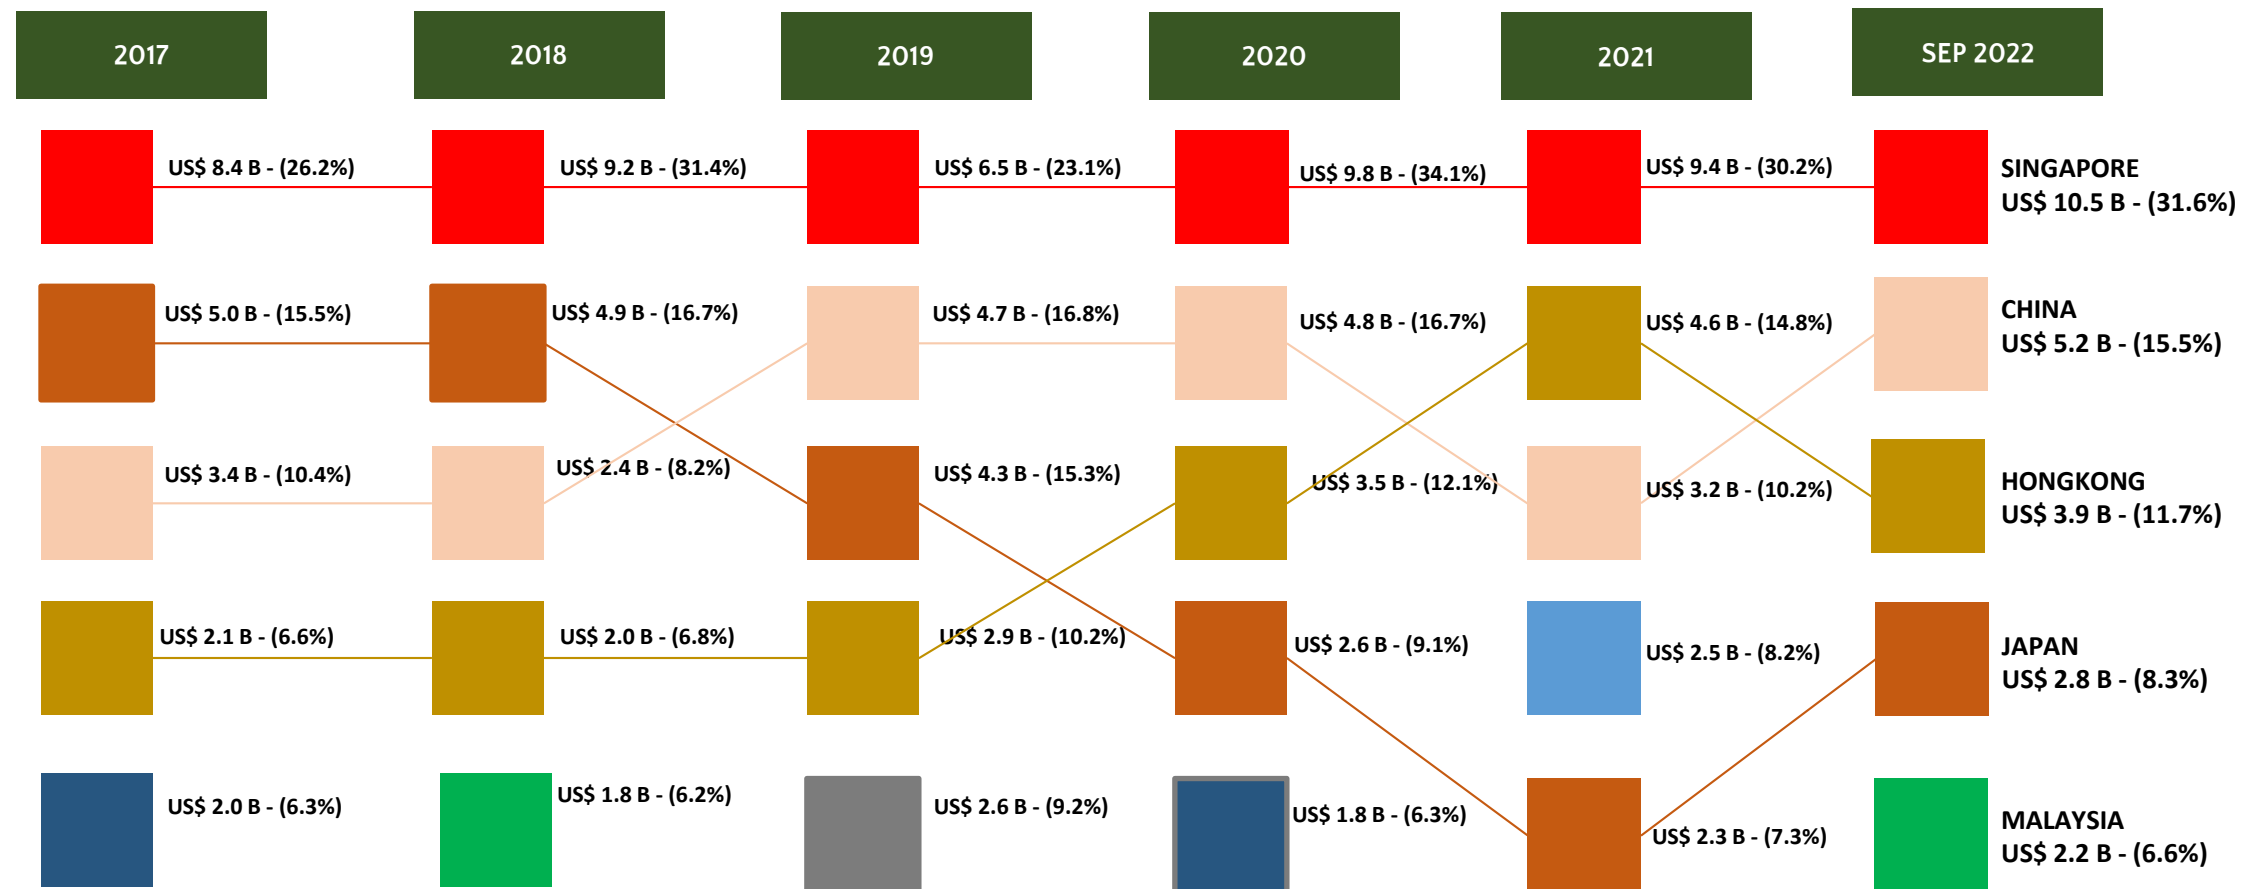 2017
2018
2019
2020
2021
SEP 2022
US$ 8.4 B - (26.2%)
US$ 9.2 B - (31.4%)
US$ 6.5 B - (23.1%)
US$ 9.8 B - (34.1%)
US$ 9.4 B - (30.2%)
SINGAPORE
US$ 10.5 B - (31.6%)
US$ 5.0 B - (15.5%)
US$ 4.9 B - (16.7%)
US$ 4.7 B - (16.8%)
US$ 4.8 B - (16.7%)
US$ 4.6 B - (14.8%)
CHINA
US$ 5.2 B - (15.5%)
US$ 3.4 B - (10.4%)
US$ 2.4 B - (8.2%)
US$ 4.3 B - (15.3%)
US$ 3.5 B - (12.1%)
US$ 3.2 B - (10.2%)
HONGKONG
US$ 3.9 B - (11.7%)
US$ 2.1 B - (6.6%)
US$ 2.0 B - (6.8%)
US$ 2.9 B - (10.2%)
US$ 2.6 B - (9.1%)
US$ 2.5 B - (8.2%)
JAPAN
US$ 2.8 B - (8.3%)
US$ 2.0 B - (6.3%)
US$ 1.8 B - (6.2%)
US$ 2.6 B - (9.2%)
US$ 1.8 B - (6.3%)
US$ 2.3 B - (7.3%)
MALAYSIA
US$ 2.2 B - (6.6%)